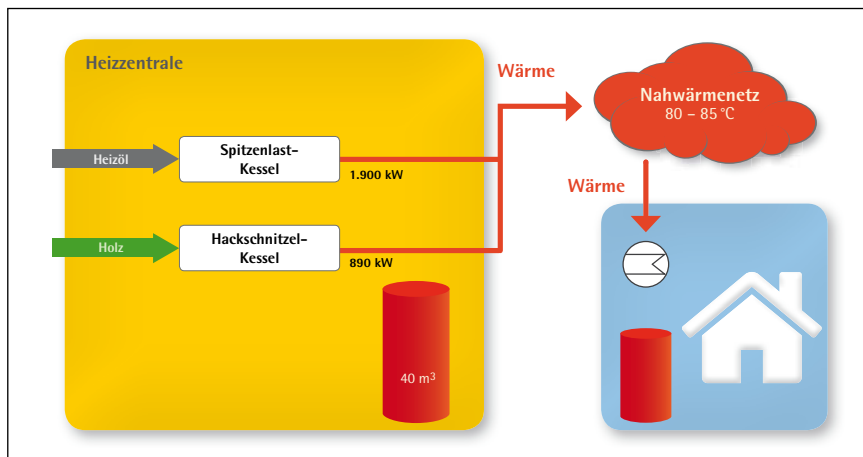 Heizzentrale
Wärme
Nahwärmenetz
80 – 85 °C
Heizöl
Spitzenlast-
Kessel
1.900 kW
Wärme
Holz
Hackschnitzel-
Kessel
890 kW
40 m³